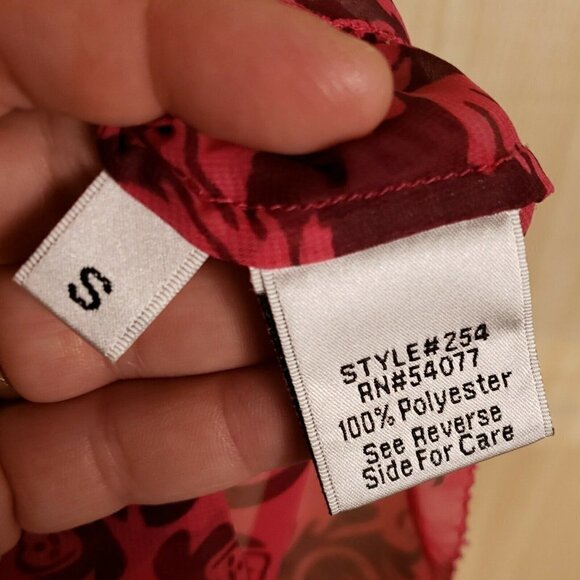 S
STYLE#254
RN#54077
100% Polyester
See Reverse
Side For Care